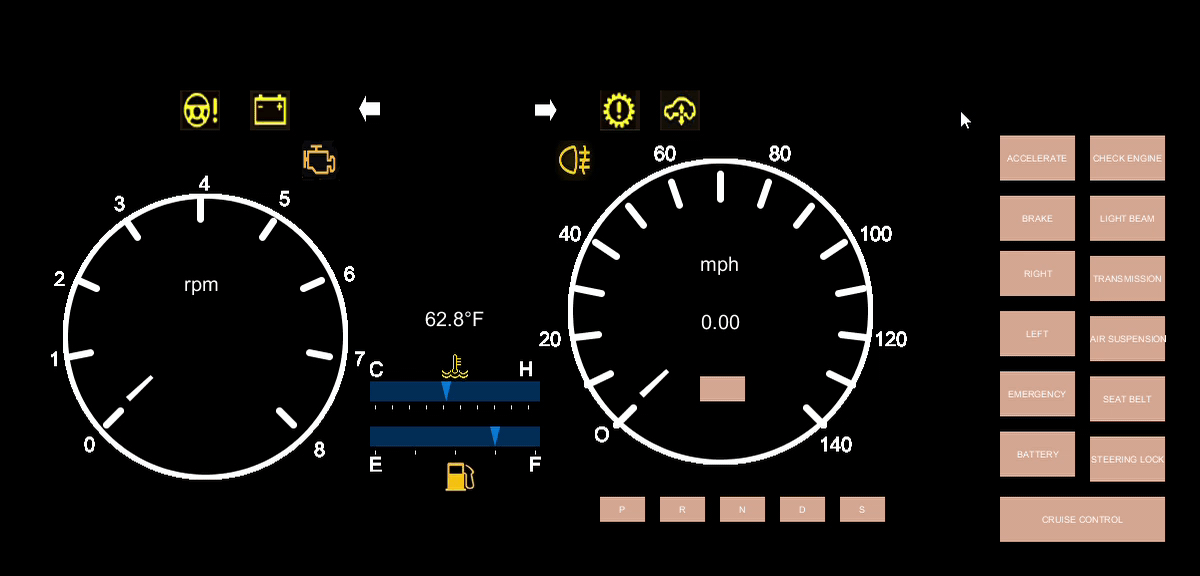 60
80
4
3
5
40
100
6
2
rpm
mph
62.8°F
0.00
20
120
1
7
C
H
O
140
0
8
E
F
P
R
N
D
S
ACCELERATE
CHECK ENGINE
BRAKE
LIGHT BEAM
RIGHT
TRANSMISSION
LEFT
AIR SUSPENSION
EMERGENCY
SEAT BELT
BATTERY
STEERING LOCK
CRUISE CONTROL